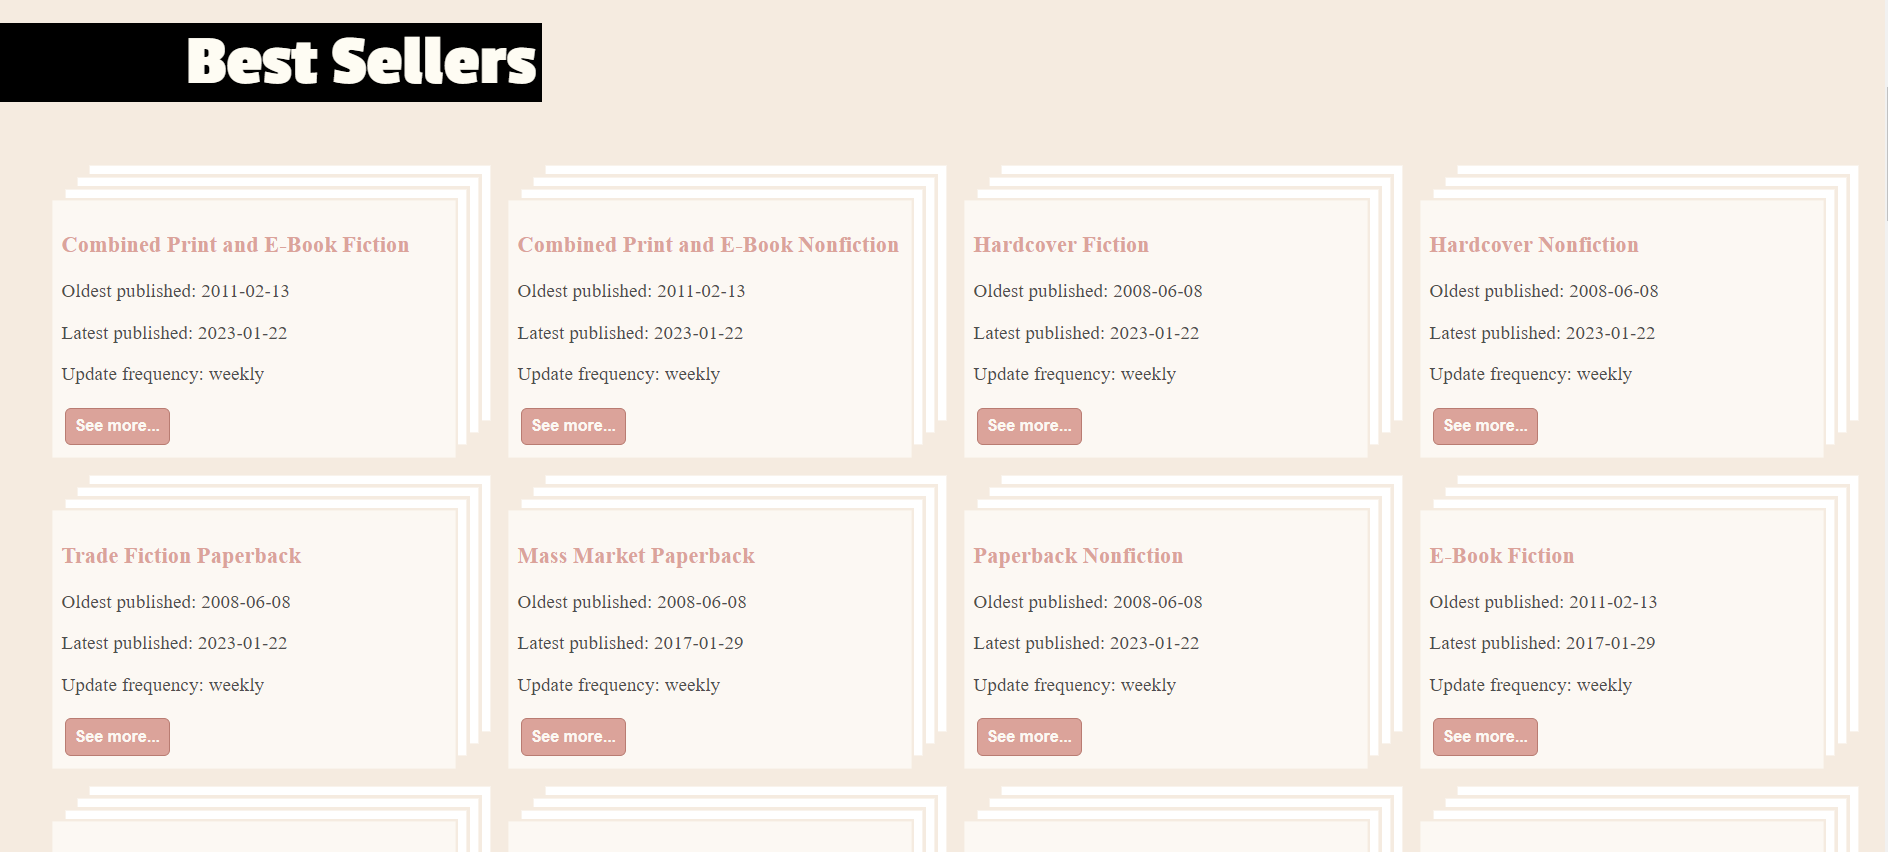 Best Sellers
Combined Print and E-Book Fiction
Oldest published: 2011-02-13
Latest published: 2023-01-22
Update frequency: weekly
See more...
Combined Print and E-Book Nonfiction
Oldest published: 2011-02-13
Latest published: 2023-01-22
Update frequency: weekly
See more...
Hardcover Fiction
Oldest published: 2008-06-08
Latest published: 2023-01-22
Update frequency: weekly
See more...
Hardcover Nonfiction
Oldest published: 2008-06-08
Latest published: 2023-01-22
Update frequency: weekly
See more...
Trade Fiction Paperback
Oldest published: 2008-06-08
Latest published: 2023-01-22
Update frequency: weekly
See more...
Mass Market Paperback
Oldest published: 2008-06-08
Latest published: 2017-01-29
Update frequency: weekly
See more...
Paperback Nonfiction
Oldest published: 2008-06-08
Latest published: 2023-01-22
Update frequency: weekly
See more...
E-Book Fiction
Oldest published: 2011-02-13
Latest published: 2017-01-29
Update frequency: weekly
See more...